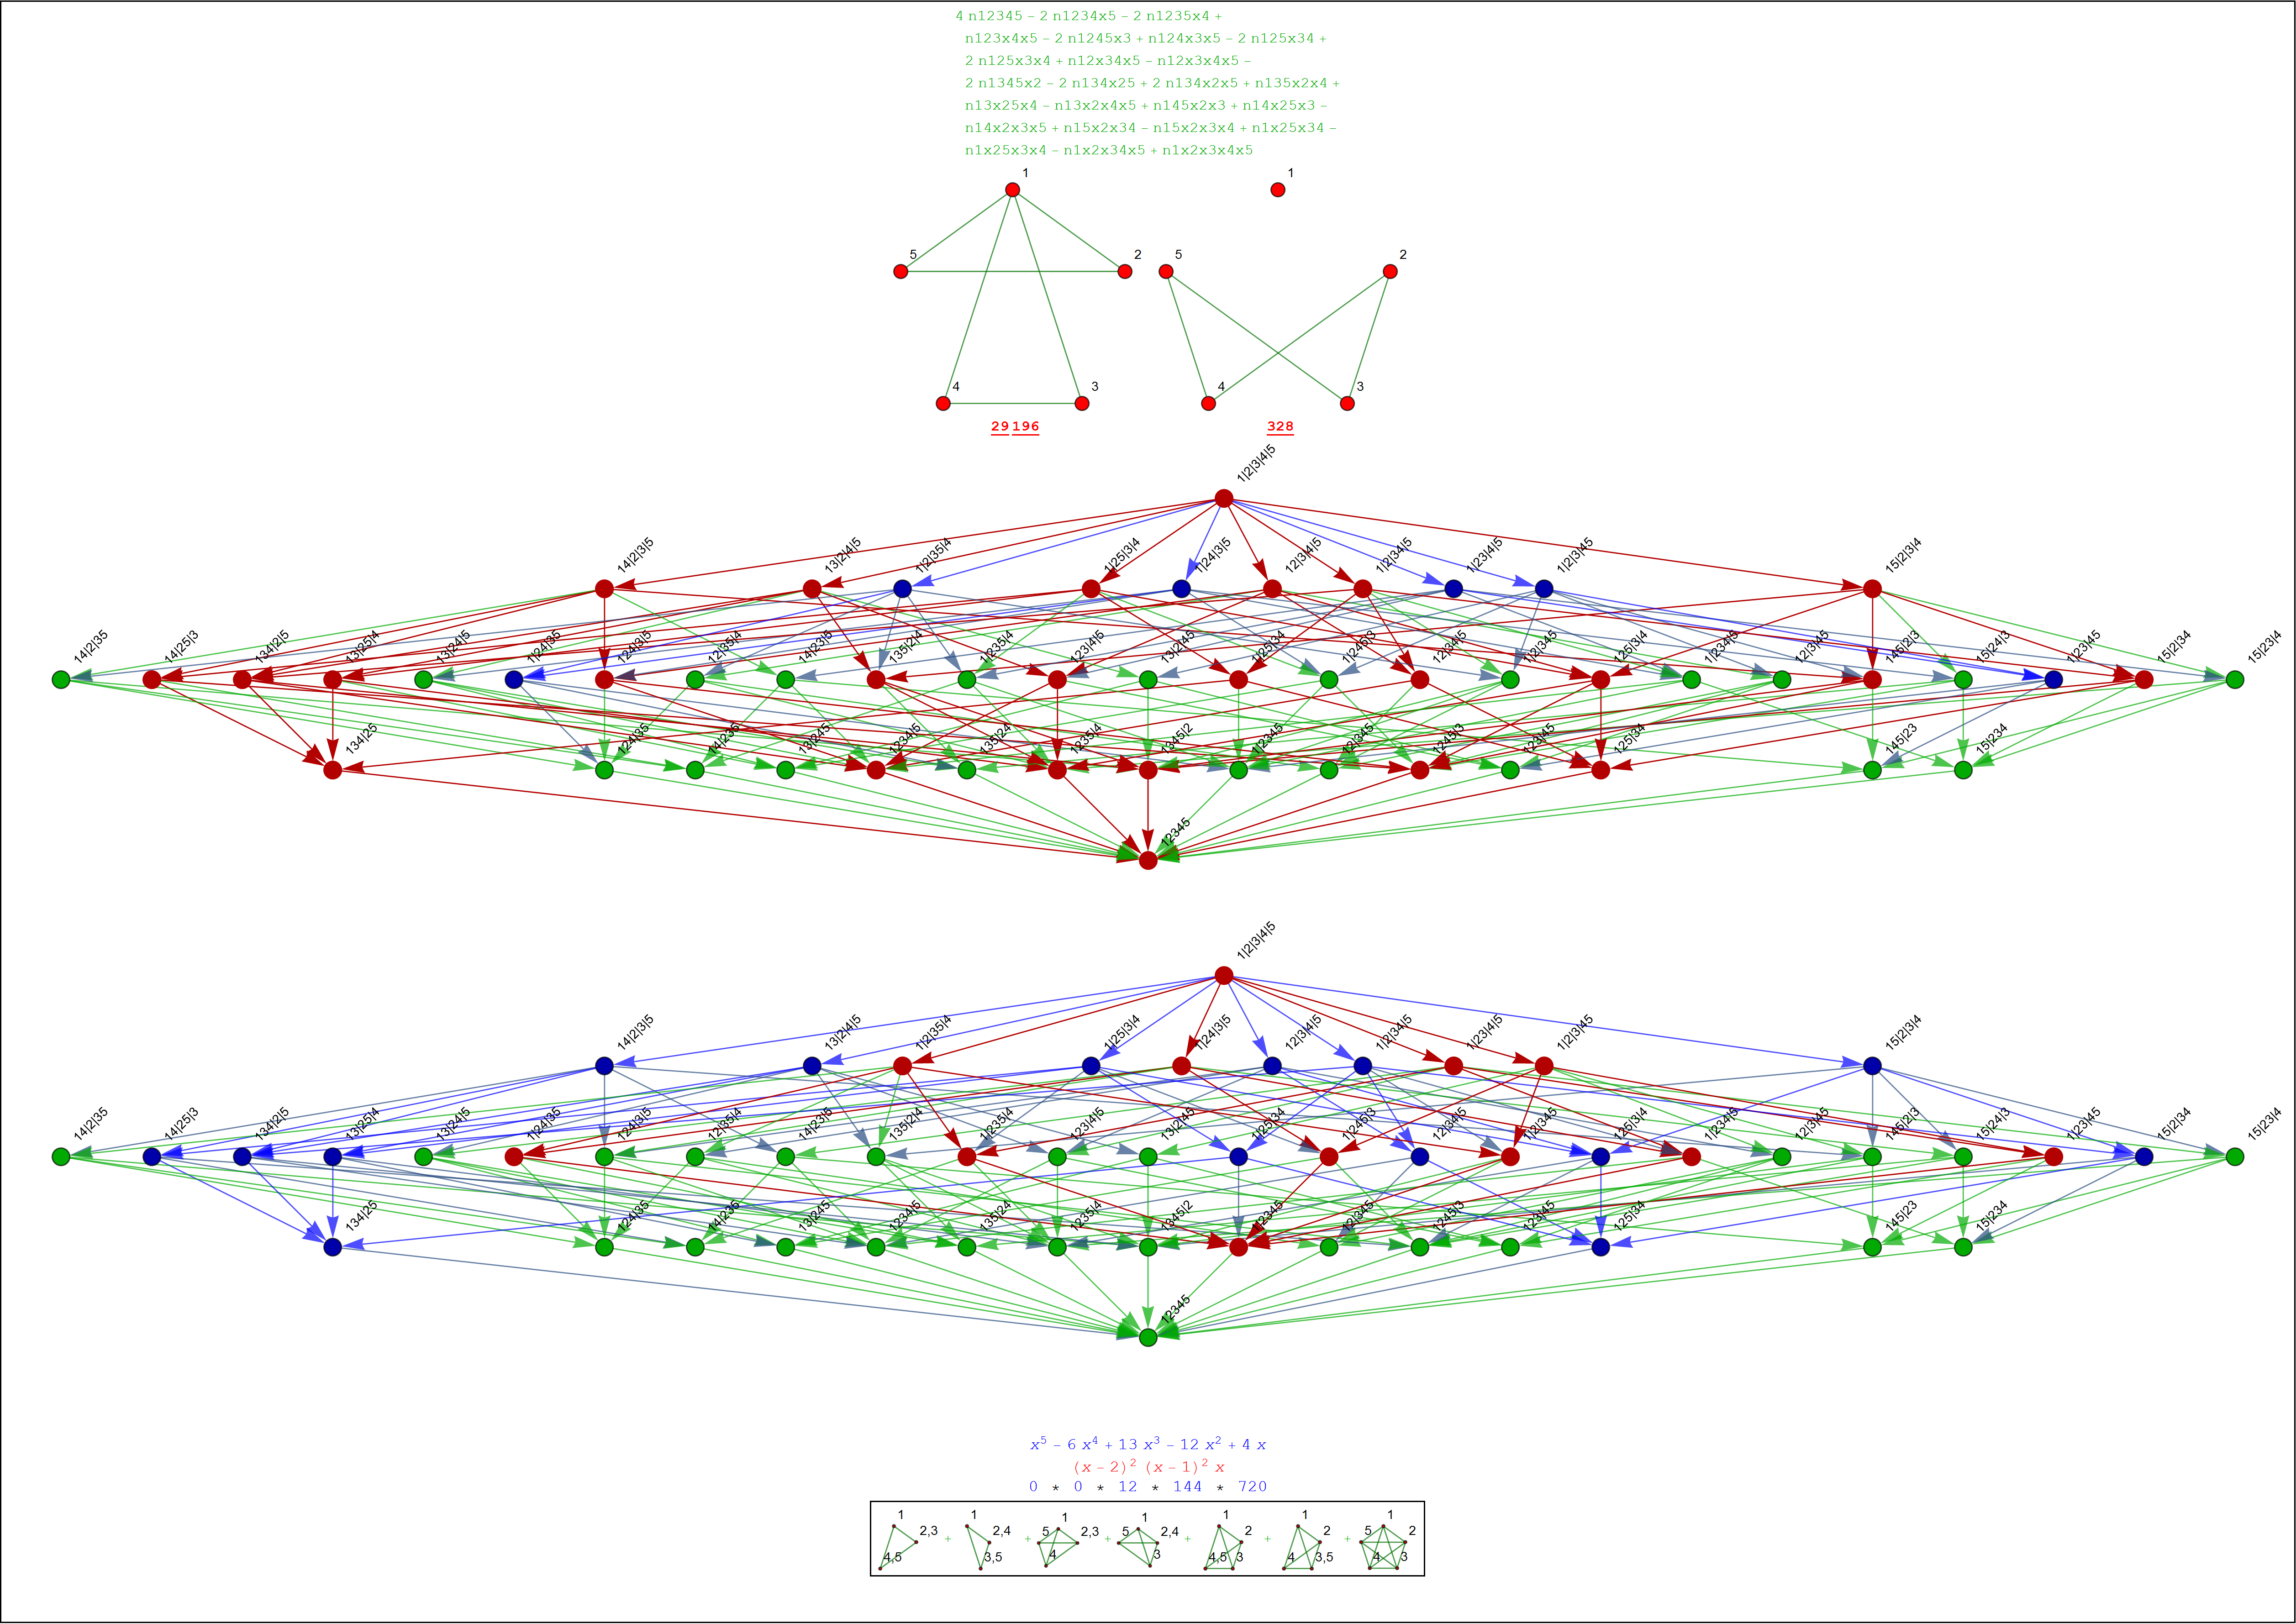 4 n12345 − 2 n1234x5 − 2 n1235x4 +
n123x4x5 − 2 n1245x3 + n124x3x5 − 2 n125x34 +
2 n125x3x4 + n12x34x5 − n12x3x4x5 −
2 n1345x2 − 2 n134x25 + 2 n134x2x5 + n135x2x4 +
n13x25x4 − n13x2x4x5 + n145x2x3 + n14x25x3 −
n14x2x3x5 + n15x2x34 − n15x2x3x4 + n1x25x34 −
n1x25x3x4 − n1x2x34x5 + n1x2x3x4x5
1 1
5 2 5 2
4 3 4 3
29 196 328
1|2|3|4|5
14|2|3|5 13|2|4|5 1|2|35|4 1|25|3|4 1|24|3|5 12|3|4|5 1|2|34|5 1|23|4|5 1|2|3|45 15|2|3|4
14|2|35 14|25|3 134|2|5 13|25|4 13|24|5 1|24|35 124|3|5 12|35|4 14|23|5 135|2|4 1|235|4 123|4|5 13|2|45 1|25|34 1|245|3 12|34|5 1|2|345 125|3|4 1|234|5 12|3|45 145|2|3 15|24|3 1|23|45 15|2|34 15|23|4
134|25 124|35 14|235 13|245 1234|5 135|24 1235|4 1345|2 1|2345 12|345 1245|3 123|45 125|34 145|23 15|234
12345
1|2|3|4|5
14|2|3|5 13|2|4|5 1|2|35|4 1|25|3|4 1|24|3|5 12|3|4|5 1|2|34|5 1|23|4|5 1|2|3|45 15|2|3|4
14|2|35 14|25|3 134|2|5 13|25|4 13|24|5 1|24|35 124|3|5 12|35|4 14|23|5 135|2|4 1|235|4 123|4|5 13|2|45 1|25|34 1|245|3 12|34|5 1|2|345 125|3|4 1|234|5 12|3|45 145|2|3 15|24|3 1|23|45 15|2|34 15|23|4
134|25 124|35 14|235 13|245 1234|5 135|24 1235|4 1345|2 1|2345 12|345 1245|3 123|45 125|34 145|23 15|234
12345
x⁵ − 6 x⁴ + 13 x³ − 12 x² + 4 x
(x − 2)² (x − 1)² x
0 * 0 * 12 * 144 * 720
1 1 1 1 1 1 1
2,3 2,4 5 2,3 5 2,4 2 2 5 2
+ + + + + +
4,5 3,5 4 3 4,5 3 4 3,5 4 3